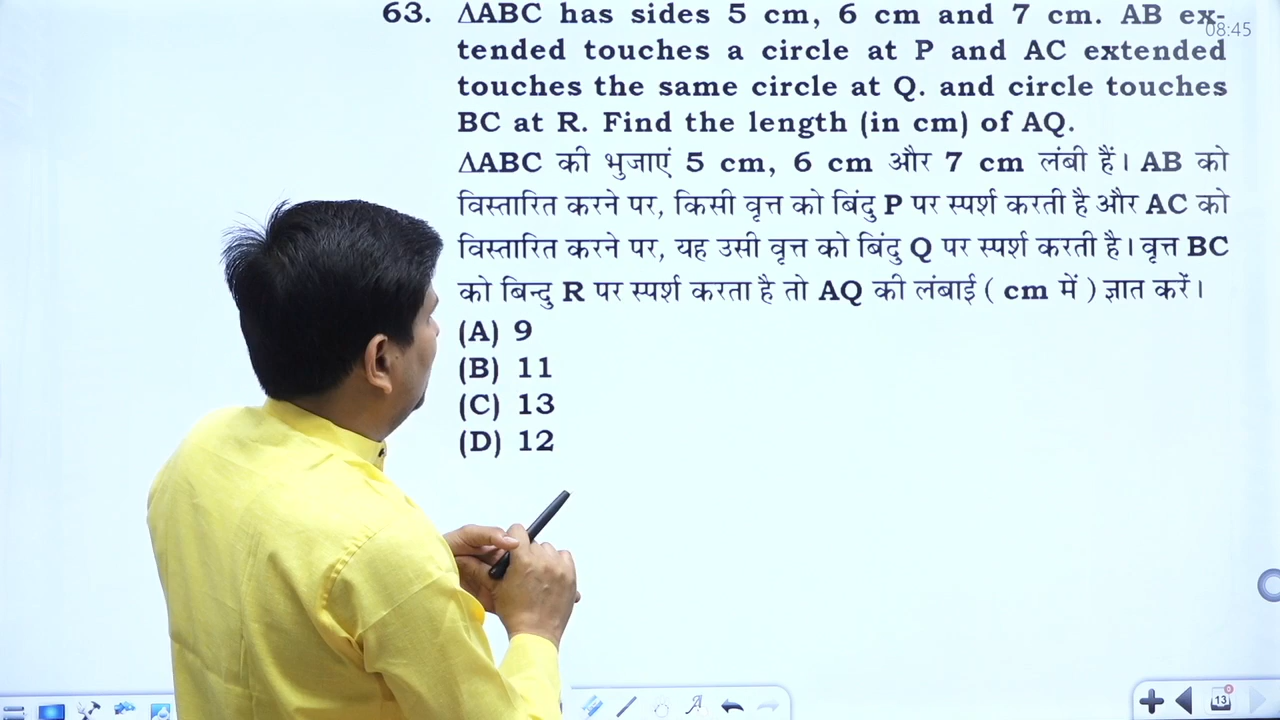 63. ΔABC has sides 5 cm, 6 cm and 7 cm. AB ex-
08:45
tended touches a circle at P and AC extended
touches the same circle at Q. and circle touches
BC at R. Find the length (in cm) of AQ.
ΔABC की भुजाएं 5 cm, 6 cm और 7 cm लंबी हैं। AB को
विस्तारित करने पर, किसी वृत्त को बिंदु P पर स्पर्श करती है और AC को
विस्तारित करने पर, यह उसी वृत्त को बिंदु Q पर स्पर्श करती है। वृत्त BC
को बिन्दु R पर स्पर्श करता है तो AQ की लंबाई ( cm में ) ज्ञात करें।
(A) 9
(B) 11
(C) 13
(D) 12
13